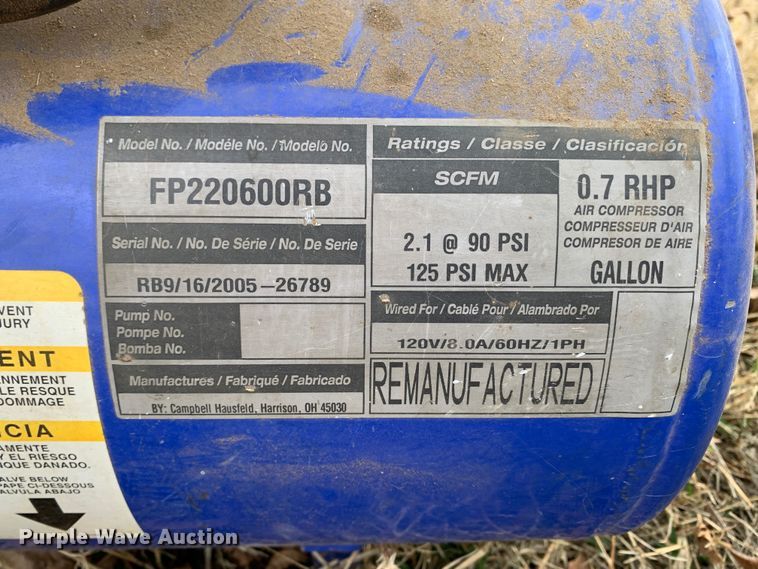 Model No. / Modéle No. / Modelo No.
FP220600RB
Serial No. / No. De Série / No. De Serie
RB9/16/2005-26789
Pump No.
Pompe No.
Bomba No.
Manufactures / Fabriqué / Fabricado
BY: Campbell Hausfeld, Harrison, OH 45030
Ratings / Classe / Clasificación
SCFM
2.1 @ 90 PSI
125 PSI MAX
0.7 RHP
AIR COMPRESSOR
COMPRESSEUR D'AIR
COMPRESOR DE AIRE
GALLON
Wired For / Cablé Pour / Alambrado Por
120V/8.0A/60HZ/1PH
REMANUFACTURED
VENT
JURY
ENT
NNEMENT
LE RESQUE
DOMMAGE
CIA
AMENTE
Y EL RIESGO
NQUE DANADO.
ALVE BELOW
PAPE CI-DESSOUS
VALVULA ABAJO
Purple Wave Auction